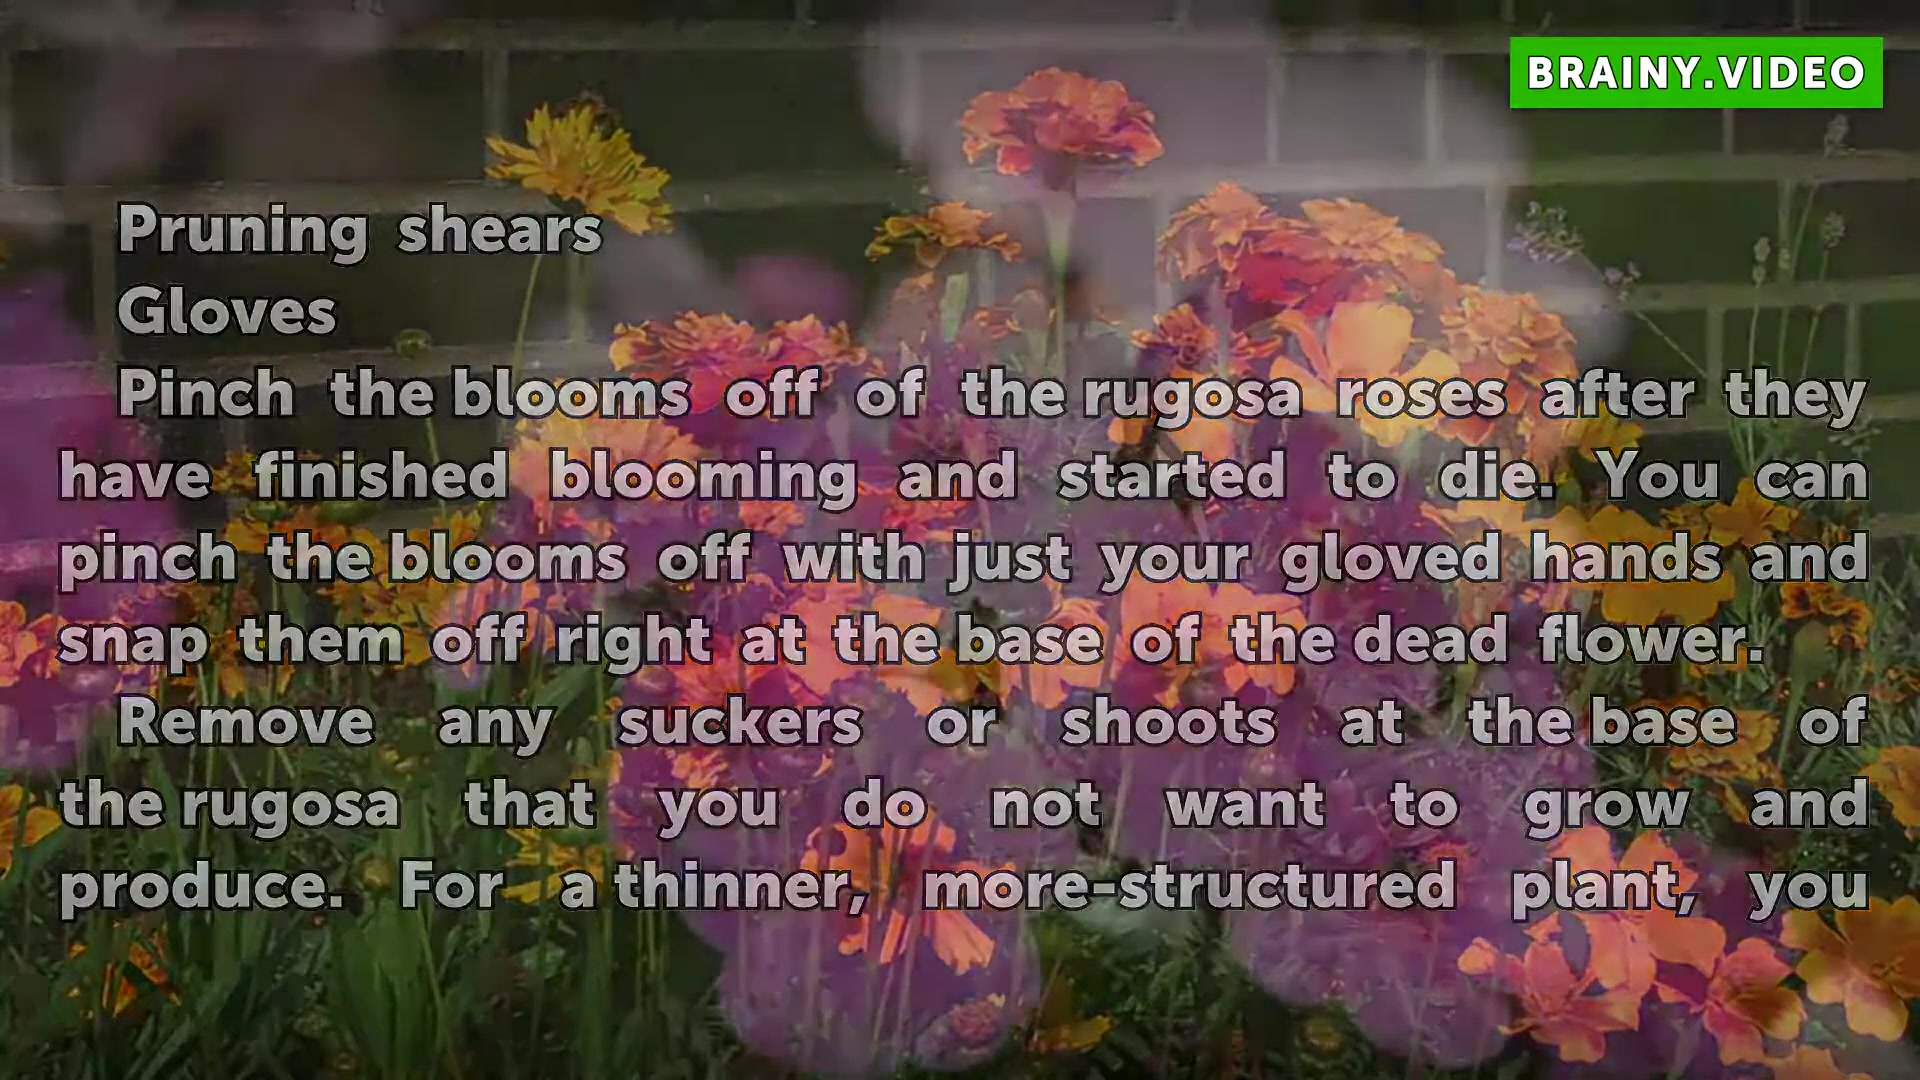 BRAINY.VIDEO
Pruning shears
Gloves
Pinch the blooms off of the rugosa roses after they
have finished blooming and started to die. You can
pinch the blooms off with just your gloved hands and
snap them off right at the base of the dead flower.
Remove any suckers or shoots at the base of
the rugosa that you do not want to grow and
produce. For a thinner, more-structured plant, you